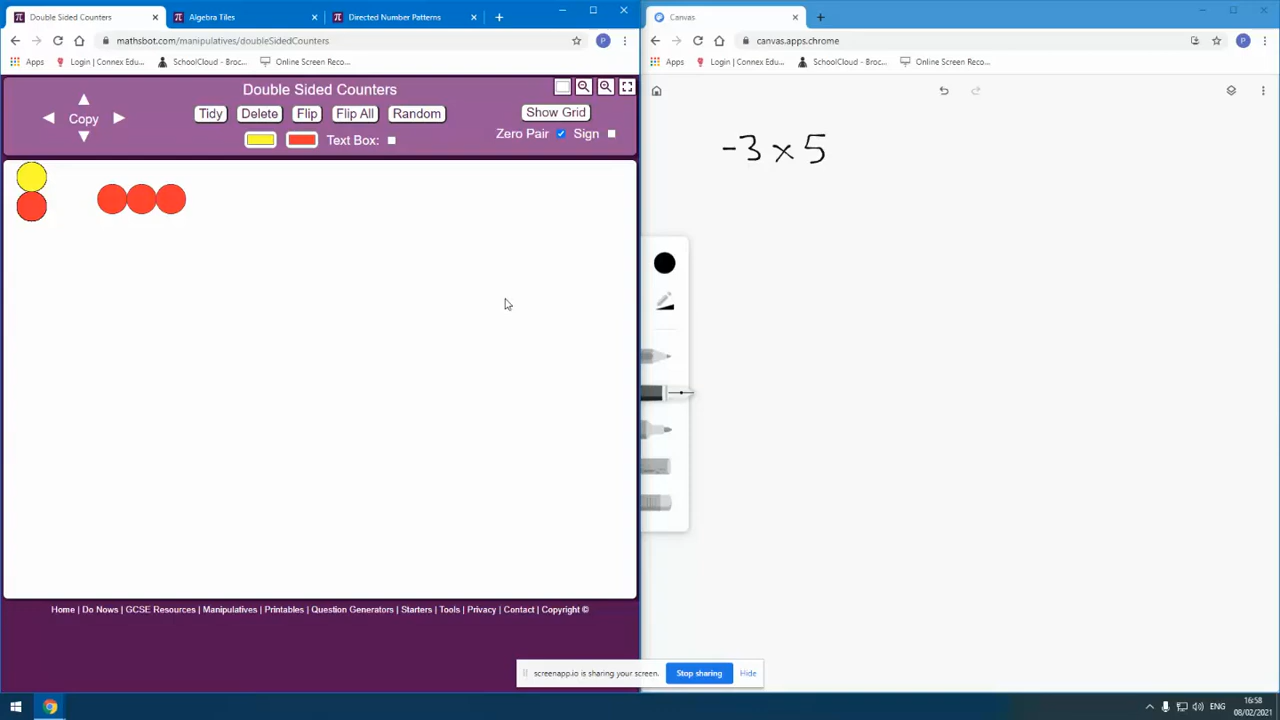 Double Sided Counters
Algebra Tiles
Directed Number Patterns
Canvas
mathsbot.com/manipulatives/doubleSidedCounters
P
canvas.apps.chrome
P
Apps
Login | Connex Edu...
SchoolCloud - Broc...
Online Screen Reco...
Apps
Login | Connex Edu...
SchoolCloud - Broc...
Online Screen Reco...
Double Sided Counters
Copy
Tidy
Delete
Flip
Flip All
Random
Show Grid
Text Box:
Zero Pair
Sign
-3 × 5
Home | Do Nows | GCSE Resources | Manipulatives | Printables | Question Generators | Starters | Tools | Privacy | Contact | Copyright ©
screenapp.io is sharing your screen.
Stop sharing
Hide
ENG
16:58
08/02/2021